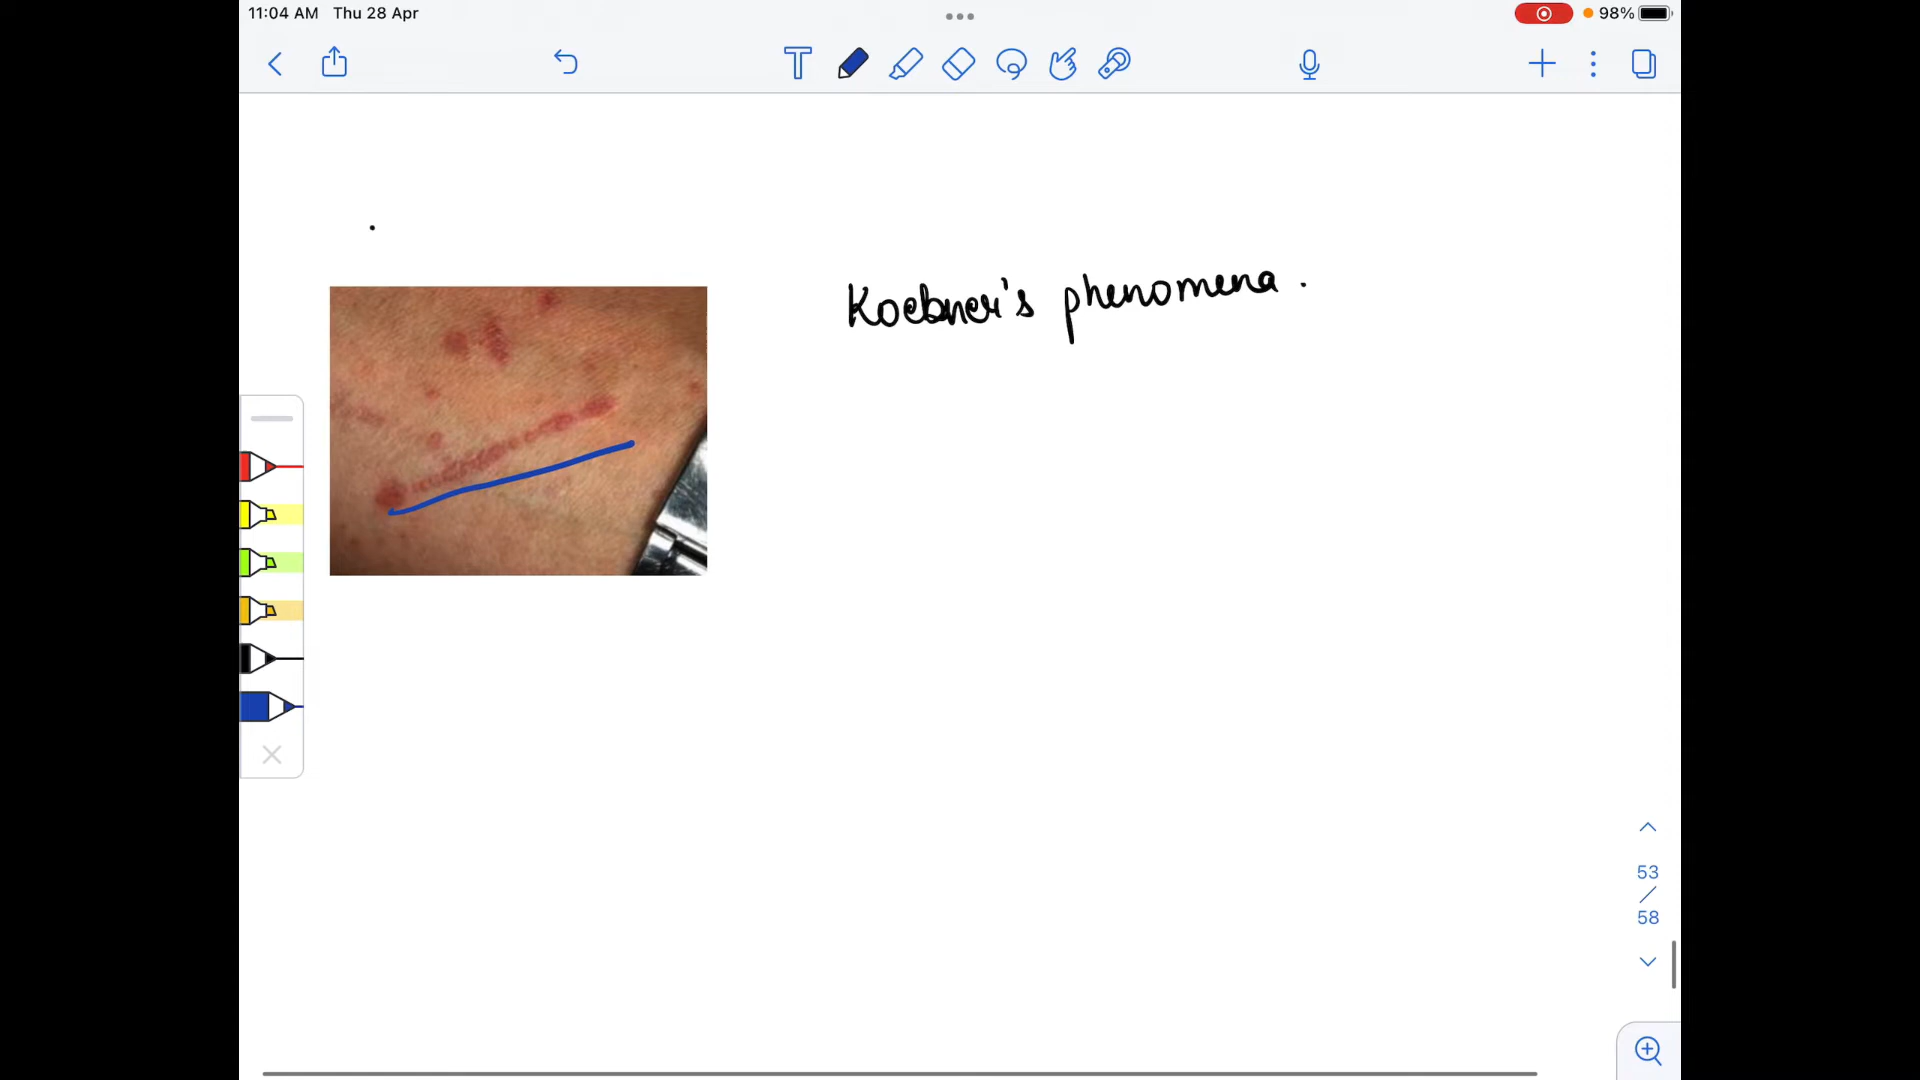 11:04 AM Thu 28 Apr
98%
T
Koebner's phenomena .
53
58